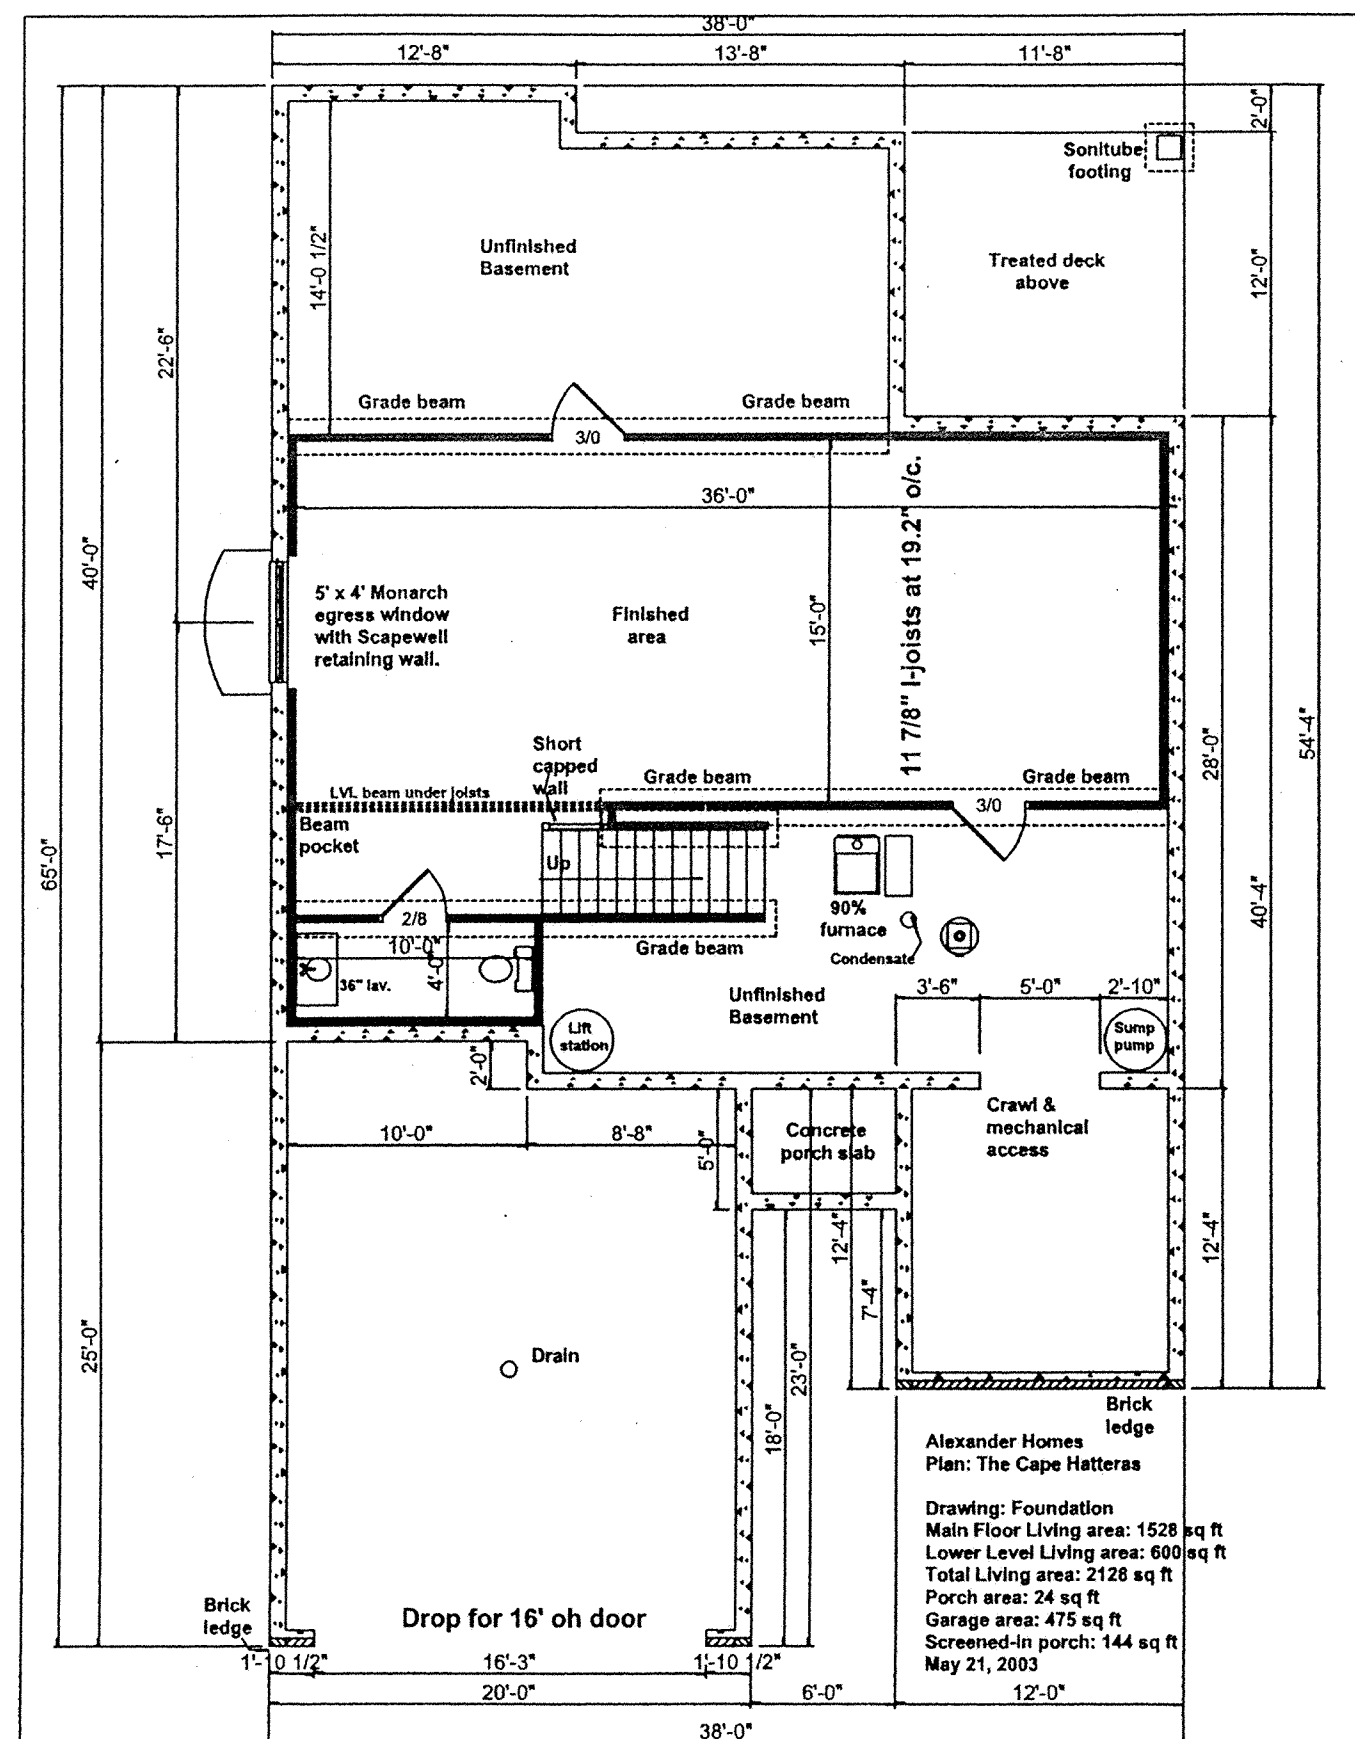 38'-0"
12'-8"
13'-8"
11'-8"
2'-0"
Sonitube
footing
14'-0 1/2"
Unfinished
Basement
Treated deck
above
12'-0"
22'-6"
Grade beam
Grade beam
3/0
36'-0"
40'-0"
5' x 4' Monarch
egress window
with Scapewell
retaining wall.
Finished
area
15'-0"
11 7/8" I-joists at 19.2" o/c.
54'-4"
28'-0"
Short
capped
wall
Grade beam
Grade beam
LVL beam under joists
3/0
Beam
pocket
17'-6"
65'-0"
Up
90%
furnace
Condensate
40'-4"
2/8
10'-0"
4'-0"
36" lav.
Grade beam
Unfinished
Basement
3'-6"
5'-0"
2'-10"
Lift
station
Sump
pump
2'-0"
Crawl &
mechanical
access
10'-0"
8'-8"
5'-0"
Concrete
porch slab
12'-4"
12'-4"
7'-4"
25'-0"
Drain
23'-0"
18'-0"
Brick
ledge
Alexander Homes
Plan: The Cape Hatteras
Drawing: Foundation
Main Floor Living area: 1528 sq ft
Lower Level Living area: 600 sq ft
Total Living area: 2128 sq ft
Porch area: 24 sq ft
Garage area: 475 sq ft
Screened-in porch: 144 sq ft
May 21, 2003
Brick
ledge
Drop for 16' oh door
1'-10 1/2"
16'-3"
1'-10 1/2"
20'-0"
6'-0"
12'-0"
38'-0"